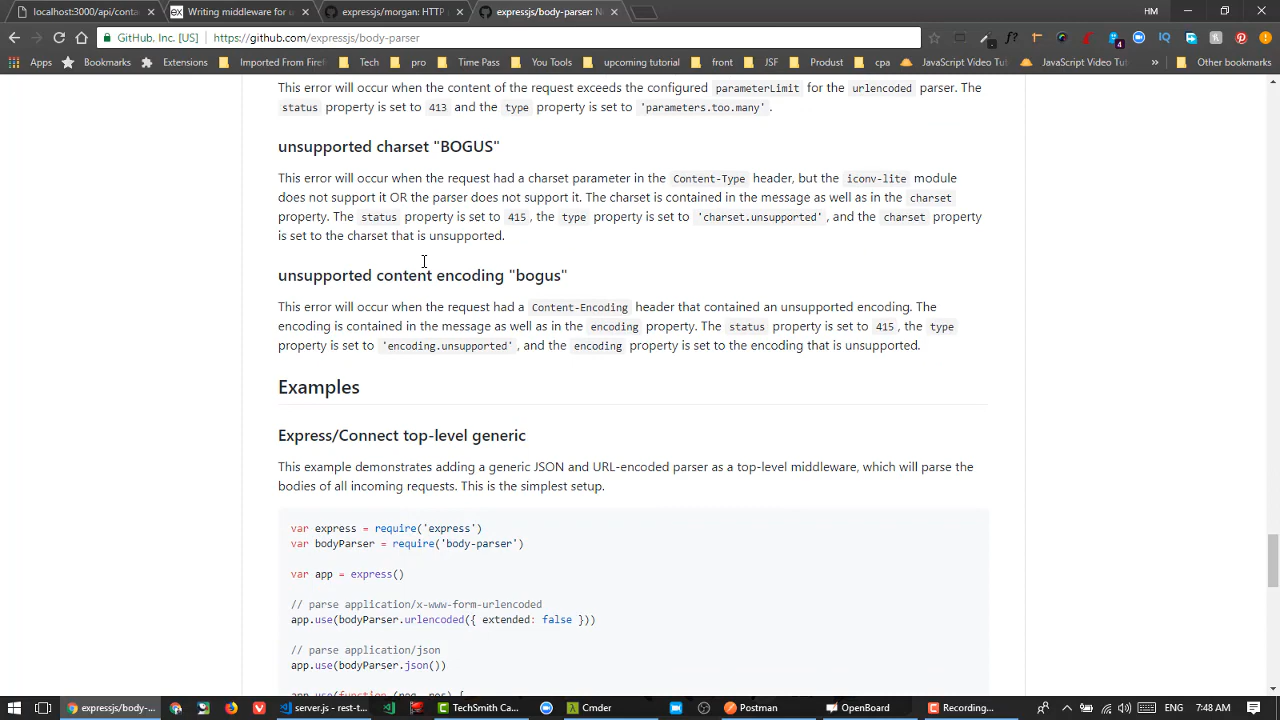 localhost:3000/api/conta
Writing middleware for u
expressjs/morgan: HTTP
expressjs/body-parser: N
HM
GitHub, Inc. [US]
https://github.com/expressjs/body-parser
4
Apps
Bookmarks
Extensions
Imported From Firef
Tech
pro
Time Pass
You Tools
upcoming tutorial
front
JSF
Produst
cpa
JavaScript Video Tut
JavaScript Video Tut
»
Other bookmarks
This error will occur when the content of the request exceeds the configured parameterLimit for the urlencoded parser. The
status property is set to 413 and the type property is set to 'parameters.too.many'.
unsupported charset "BOGUS"
This error will occur when the request had a charset parameter in the Content-Type header, but the iconv-lite module
does not support it OR the parser does not support it. The charset is contained in the message as well as in the charset
property. The status property is set to 415, the type property is set to 'charset.unsupported', and the charset property
is set to the charset that is unsupported.
unsupported content encoding "bogus"
This error will occur when the request had a Content-Encoding header that contained an unsupported encoding. The
encoding is contained in the message as well as in the encoding property. The status property is set to 415, the type
property is set to 'encoding.unsupported', and the encoding property is set to the encoding that is unsupported.
Examples
Express/Connect top-level generic
This example demonstrates adding a generic JSON and URL-encoded parser as a top-level middleware, which will parse the
bodies of all incoming requests. This is the simplest setup.
var express = require('express')
var bodyParser = require('body-parser')
var app = express()
// parse application/x-www-form-urlencoded
app.use(bodyParser.urlencoded({ extended: false }))
// parse application/json
app.use(bodyParser.json())
app.use(function (req, res) {
expressjs/body-...
server.js - rest-t...
TechSmith Ca...
Cmder
Postman
OpenBoard
Recording...
7:48 AM